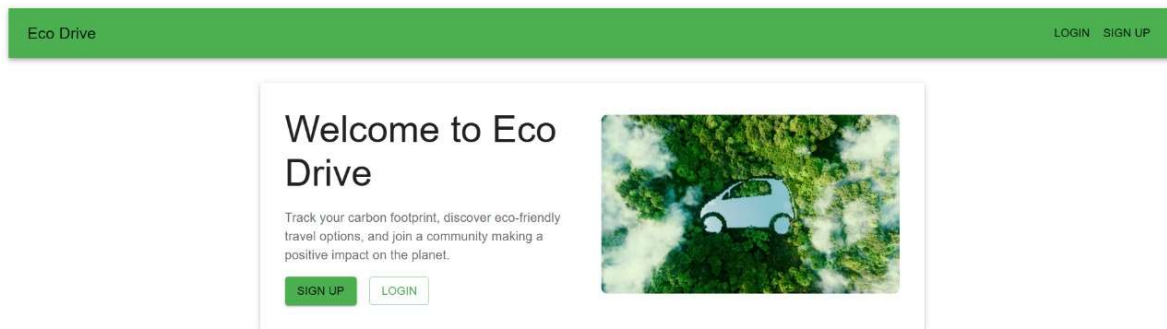 Eco Drive
LOGIN SIGN UP
Welcome to Eco
Drive
Track your carbon footprint, discover eco-friendly
travel options, and join a community making a
positive impact on the planet.
SIGN UP LOGIN